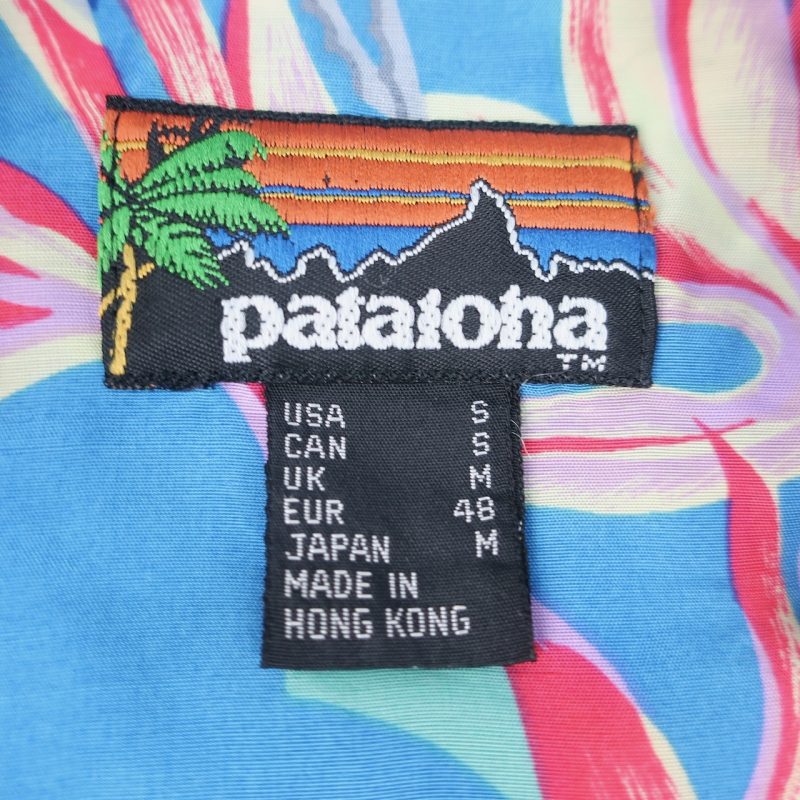 pataloha
TM
USA S
CAN S
UK M
EUR 48
JAPAN M
MADE IN
HONG KONG